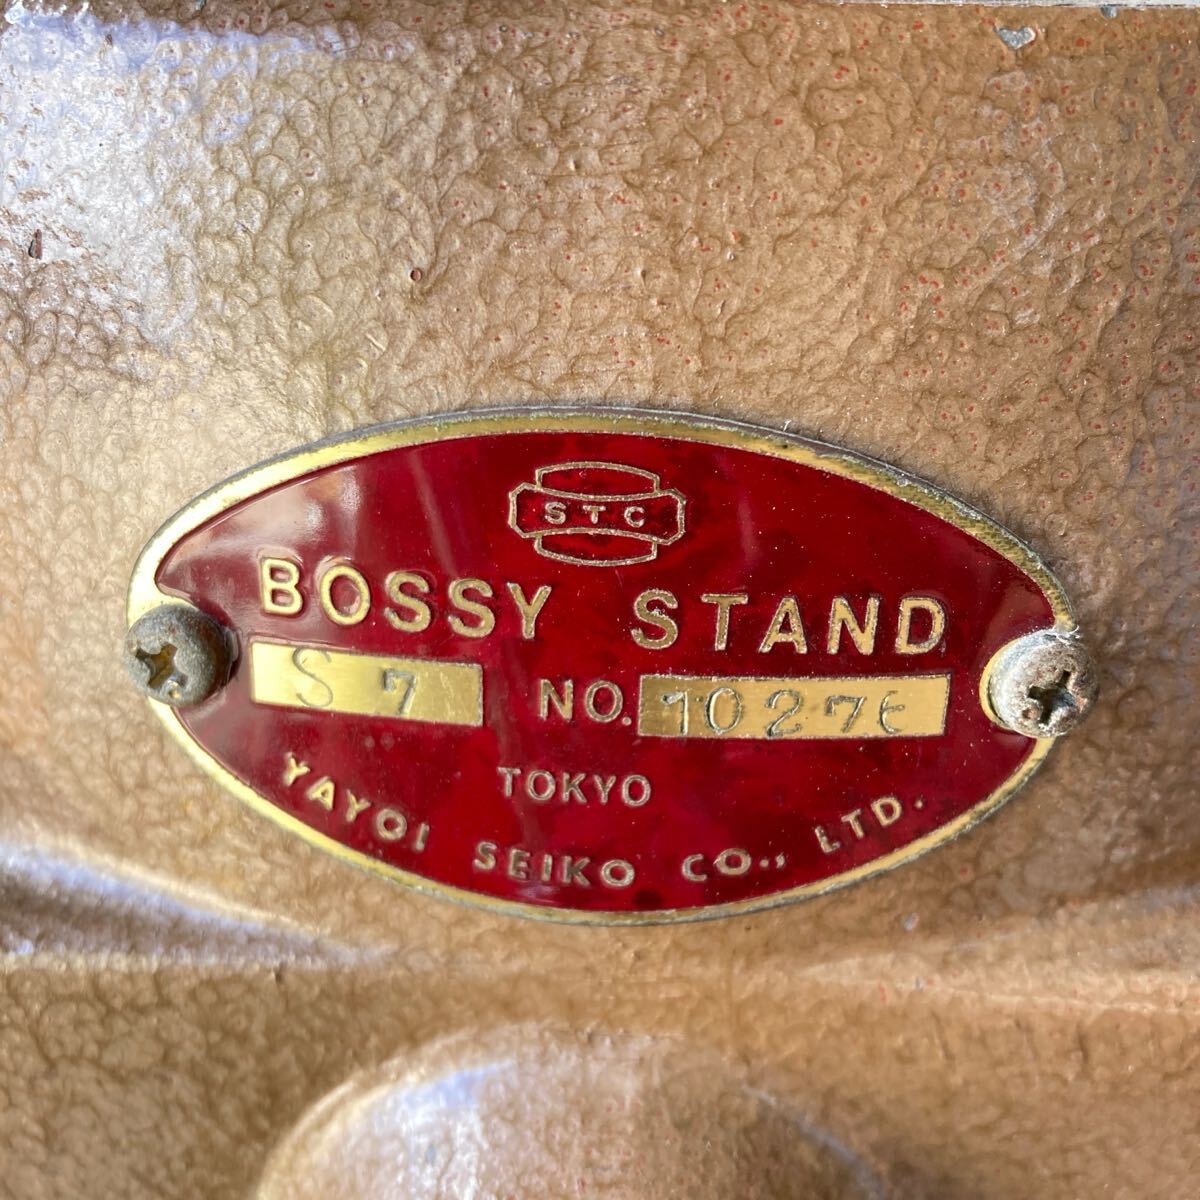 STC
BOSSY STAND
S 7 NO. 10276
TOKYO
YAYOI SEIKO CO., LTD.